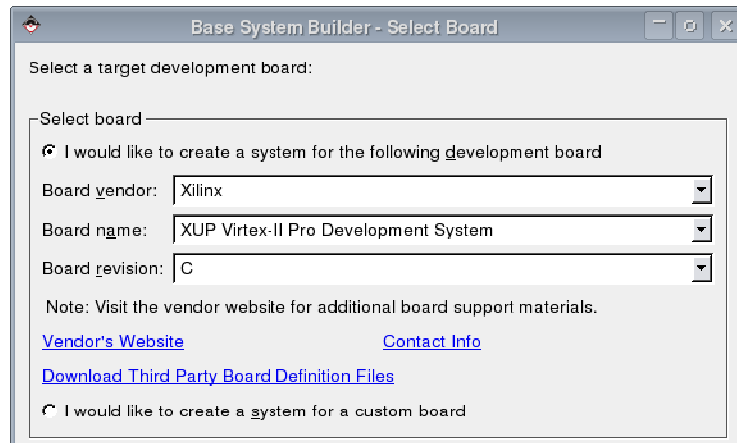 Base System Builder - Select Board
Select a target development board:
Select board
I would like to create a system for the following development board
Board vendor: Xilinx
Board name: XUP Virtex-II Pro Development System
Board revision: C
Note: Visit the vendor website for additional board support materials.
Vendor's Website Contact Info
Download Third Party Board Definition Files
I would like to create a system for a custom board